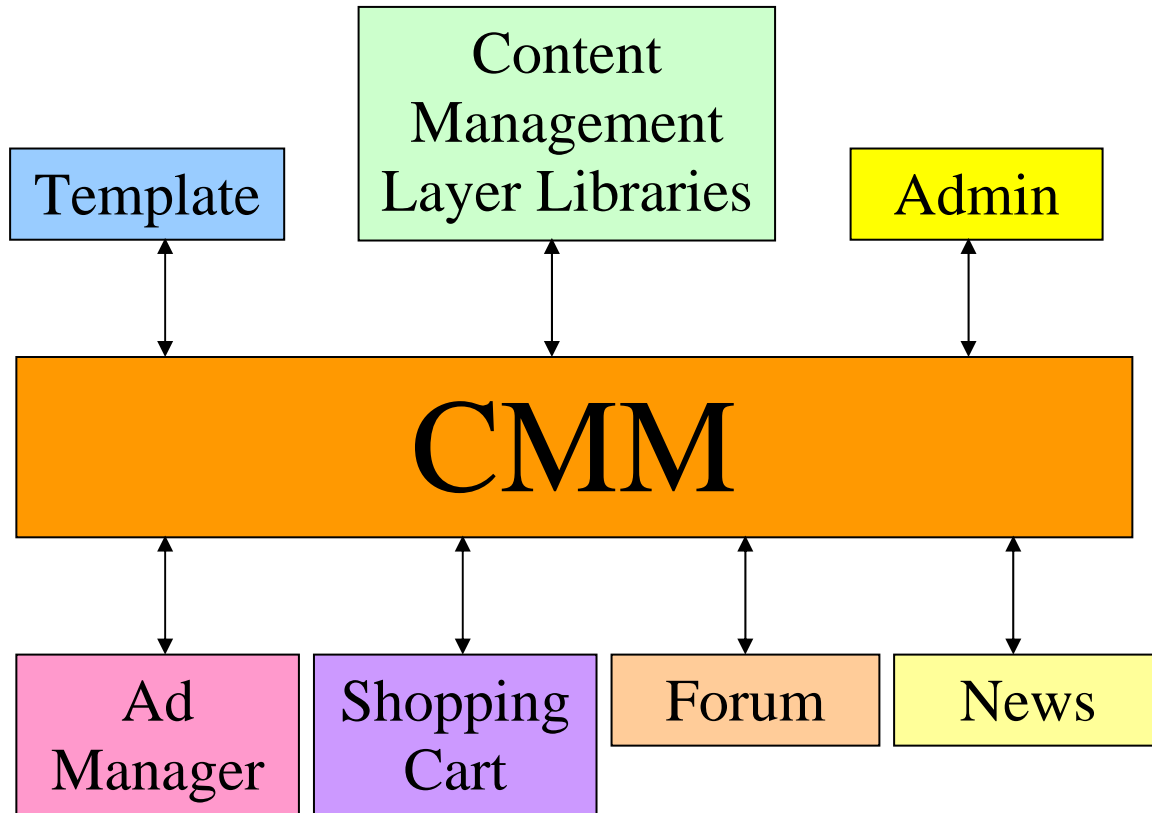 Content
Management
Layer Libraries
Template
Admin
CMM
Ad
Manager
Shopping
Cart
Forum
News